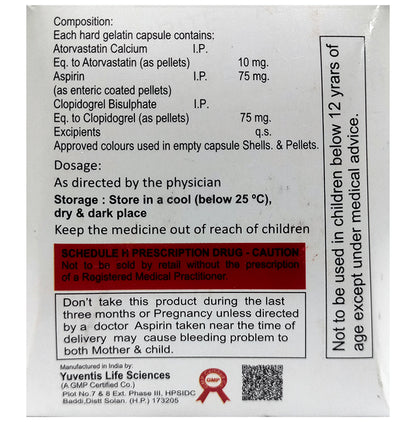 Composition:
Each hard gelatin capsule contains:
Atorvastatin Calcium I.P.
Eq. to Atorvastatin (as pellets) 10 mg.
Aspirin I.P. 75 mg.
(as enteric coated pellets)
Clopidogrel Bisulphate I.P.
Eq. to Clopidogrel (as pellets) 75 mg.
Excipients q.s.
Approved colours used in empty capsule Shells. & Pellets.
Dosage:
As directed by the physician
Storage : Store in a cool (below 25 ºC),
dry & dark place
Keep the medicine out of reach of children
SCHEDULE H PRESCRIPTION DRUG - CAUTION
Not to be sold by retail without the prescription
of a Registered Medical Practitioner.
Don't take this product during the last
three months or Pregnancy unless directed
by a doctor Aspirin taken near the time of
delivery may cause bleeding problem to
both Mother & child.
Manufactured in India by:
Yuventis Life Sciences
(A GMP Certified Co.)
Plot No.7 & 8 Ext. Phase III, HPSIDC
Baddi,Distt Solan. (H.P.) 173205
GMP
Not to be used in children below 12 yrars of
age except under medical advice.